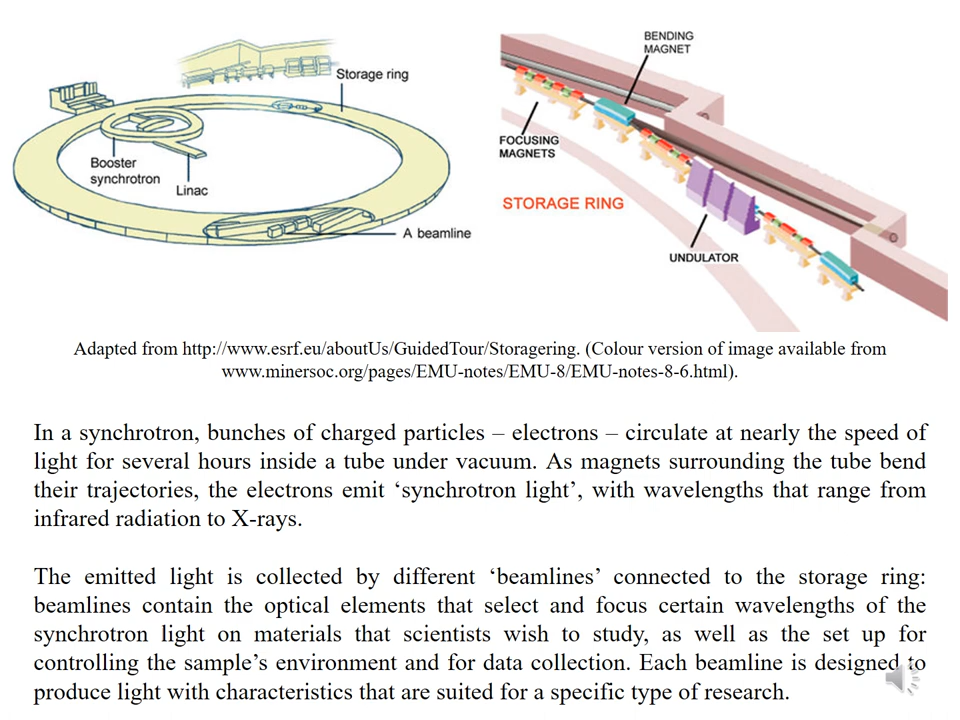 Storage ring
Booster
synchrotron
Linac
A beamline
BENDING
MAGNET
FOCUSING
MAGNETS
STORAGE RING
UNDULATOR
Adapted from http://www.esrf.eu/aboutUs/GuidedTour/Storagering. (Colour version of image available from
www.minersoc.org/pages/EMU-notes/EMU-8/EMU-notes-8-6.html).
In a synchrotron, bunches of charged particles – electrons – circulate at nearly the speed of
light for several hours inside a tube under vacuum. As magnets surrounding the tube bend
their trajectories, the electrons emit ‘synchrotron light’, with wavelengths that range from
infrared radiation to X-rays.
The emitted light is collected by different ‘beamlines’ connected to the storage ring:
beamlines contain the optical elements that select and focus certain wavelengths of the
synchrotron light on materials that scientists wish to study, as well as the set up for
controlling the sample’s environment and for data collection. Each beamline is designed to
produce light with characteristics that are suited for a specific type of research.